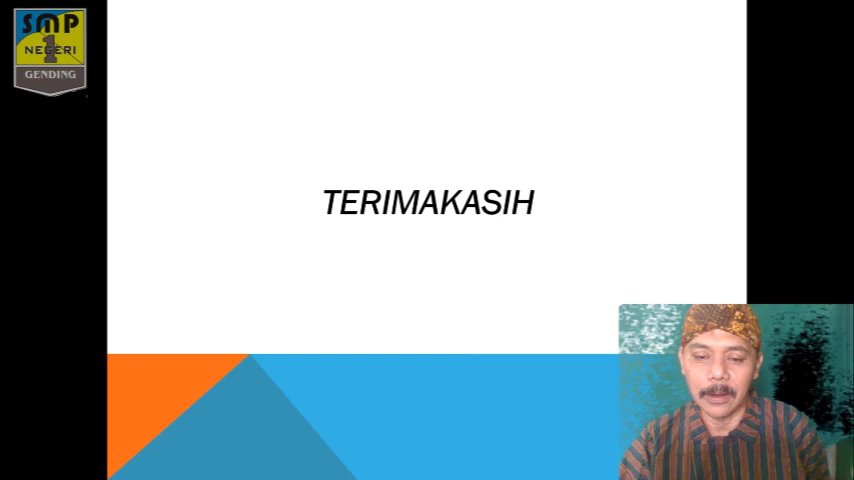 SMP
1
NEGERI
GENDING
TERIMAKASIH